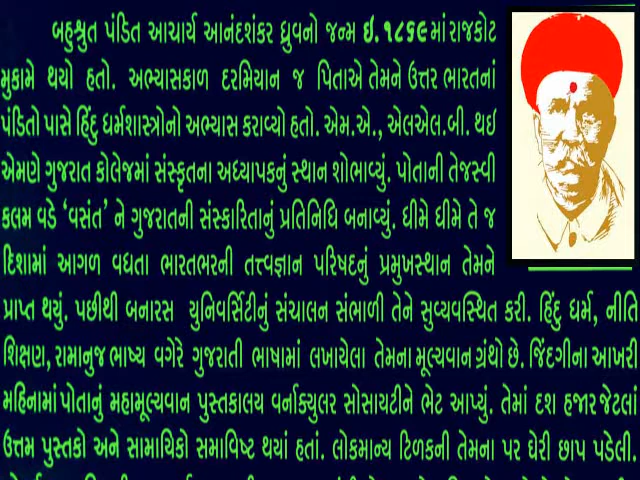 બહુશ્રુત પંડિત આચાર્ય આનંદશંકર ધ્રુવનો જન્મ ઇ. ૧૮૬૯ માં રાજકોટ
મુકામે થયો હતો. અભ્યાસકાળ દરમિયાન જ પિતાએ તેમને ઉત્તર ભારતનાં
પંડિતો પાસે હિંદુ ધર્મશાસ્ત્રોનો અભ્યાસ કરાવ્યો હતો. એમ.એ., એલએલ.બી. થઇ
એમણે ગુજરાત કોલેજમાં સંસ્કૃતના અધ્યાપકનું સ્થાન શોભાવ્યું. પોતાની તેજસ્વી
કલમ વડે ‘વસંત’ ને ગુજરાતની સંસ્કારિતાનું પ્રતિનિધિ બનાવ્યું. ધીમે ધીમે તે જ
દિશામાં આગળ વધતા ભારતભરની તત્ત્વજ્ઞાન પરિષદનું પ્રમુખસ્થાન તેમને
પ્રાપ્ત થયું. પછીથી બનારસ યુનિવર્સિટીનું સંચાલન સંભાળી તેને સુવ્યવસ્થિત કરી. હિંદુ ધર્મ, નીતિ
શિક્ષણ, રામાનુજ ભાષ્ય વગેરે ગુજરાતી ભાષામાં લખાયેલા તેમના મૂલ્યવાન ગ્રંથો છે. જિંદગીના આખરી
મહિનામાં પોતાનું મહામૂલ્યવાન પુસ્તકાલય વર્નાક્યુલર સોસાયટીને ભેટ આપ્યું. તેમાં દશ હજાર જેટલાં
ઉત્તમ પુસ્તકો અને સામાયિકો સમાવિષ્ટ થયાં હતાં. લોકમાન્ય ટિળકની તેમના પર ઘેરી છાપ પડેલી.